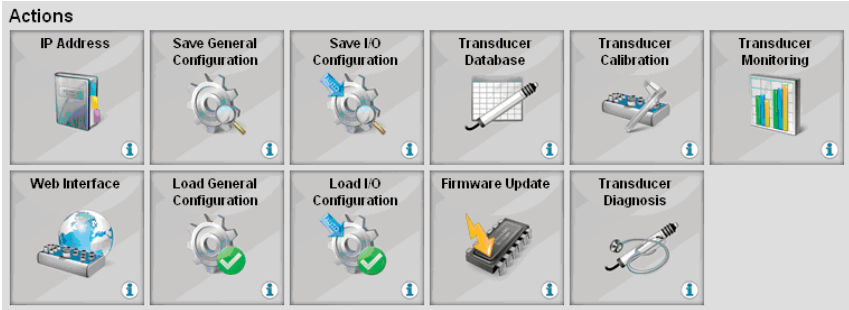 Actions
IP Address
Save General
Configuration
Save I/O
Configuration
Transducer
Database
Transducer
Calibration
Transducer
Monitoring
Web Interface
Load General
Configuration
Load I/O
Configuration
Firmware Update
Transducer
Diagnosis